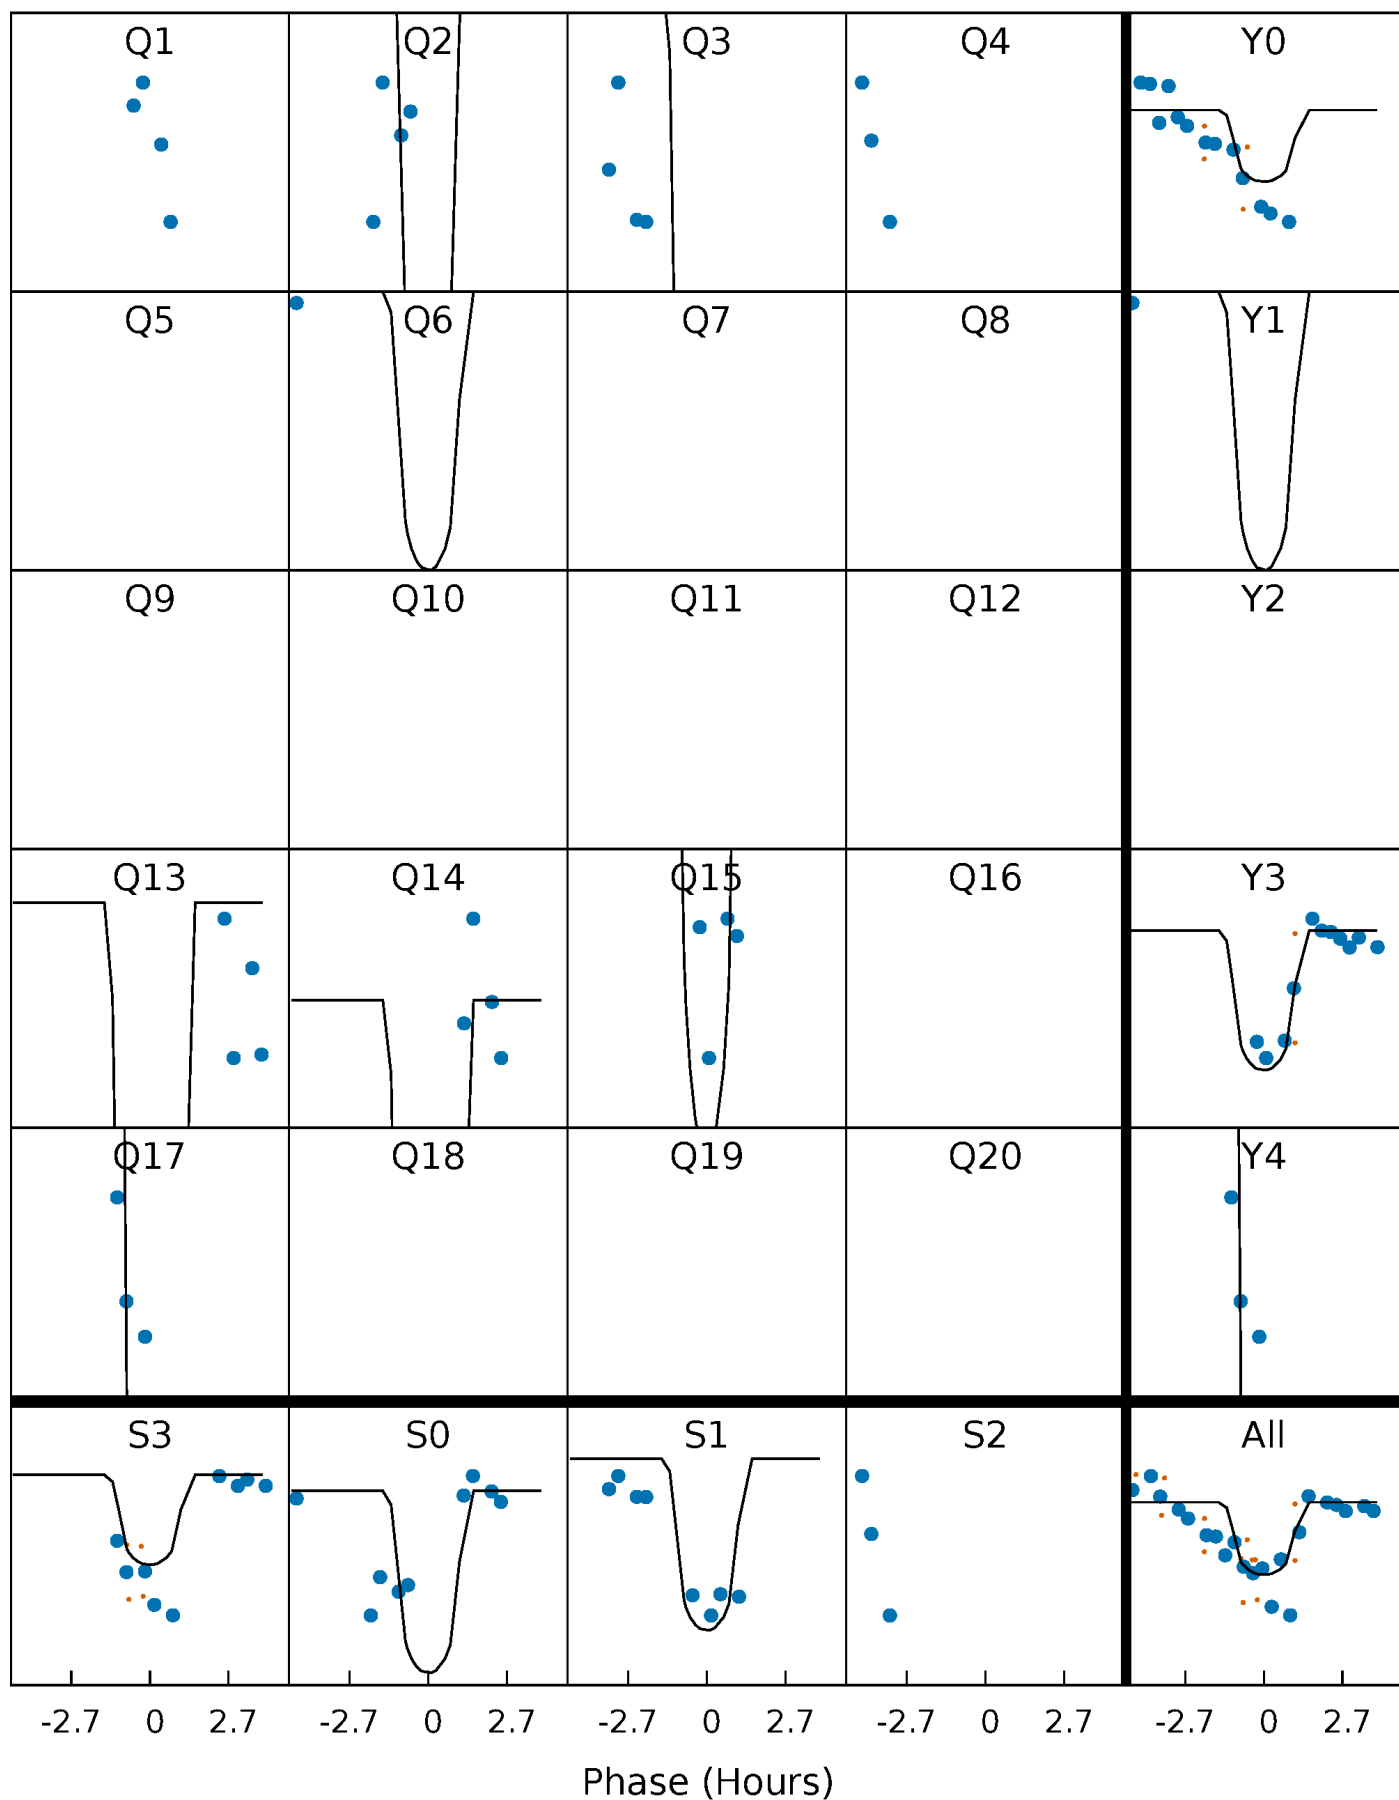 Q1 Q2 Q3 Q4 Y0
Q5 Q6 Q7 Q8 Y1
Q9 Q10 Q11 Q12 Y2
Q13 Q14 Q15 Q16 Y3
Q17 Q18 Q19 Q20 Y4
S3 S0 S1 S2 All
-2.7 0 2.7 -2.7 0 2.7 -2.7 0 2.7 -2.7 0 2.7 -2.7 0 2.7
Phase (Hours)